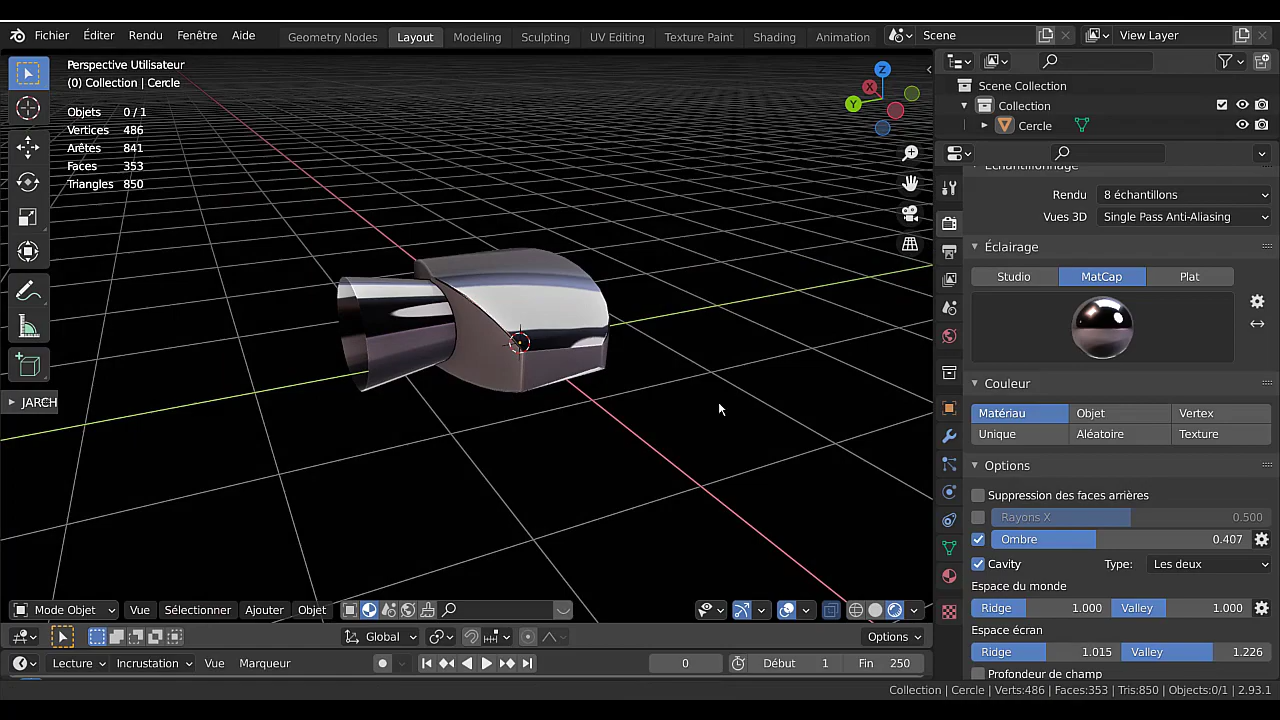 Fichier Éditer Rendu Fenêtre Aide Geometry Nodes Layout Modeling Sculpting UV Editing Texture Paint Shading Animation Scene View Layer
Perspective Utilisateur
(0) Collection | Cercle
Objets 0 / 1
Vertices 486
Arêtes 841
Faces 353
Triangles 850
JARCH
Z
X
Y
Scene Collection
Collection
Cercle
Échantillonnage
Rendu 8 échantillons
Vues 3D Single Pass Anti-Aliasing
Éclairage
Studio MatCap Plat
Couleur
Matériau Objet Vertex
Unique Aléatoire Texture
Options
Suppression des faces arrières
Rayons X 0.500
Ombre 0.407
Cavity Type: Les deux
Espace du monde
Ridge 1.000 Valley 1.000
Espace écran
Ridge 1.015 Valley 1.226
Profondeur de champ
Mode Objet Vue Sélectionner Ajouter Objet
Global Options
Lecture Incrustation Vue Marqueur 0 Début 1 Fin 250
Collection | Cercle | Verts:486 | Faces:353 | Tris:850 | Objects:0/1 | 2.93.1